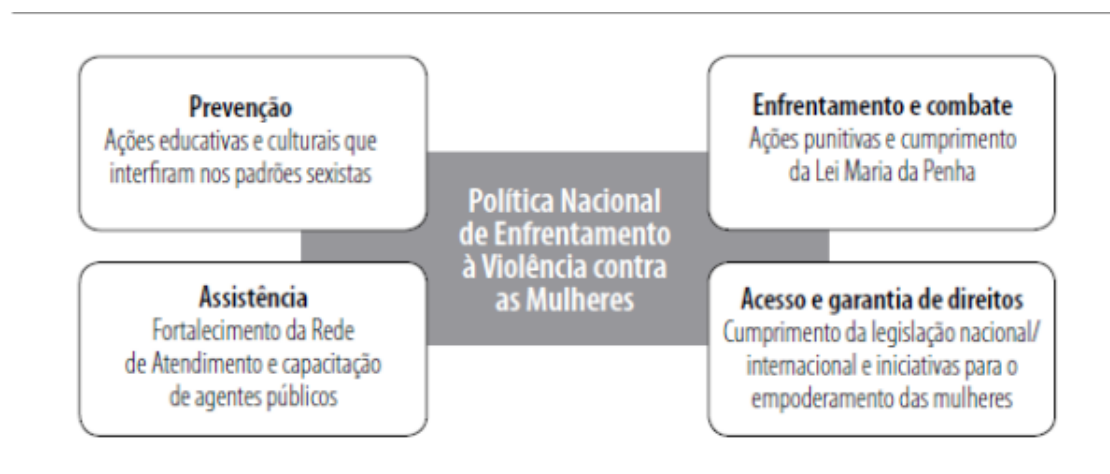 Prevenção
Ações educativas e culturais que
interfiram nos padrões sexistas
Enfrentamento e combate
Ações punitivas e cumprimento
da Lei Maria da Penha
Política Nacional
de Enfrentamento
à Violência contra
as Mulheres
Assistência
Fortalecimento da Rede
de Atendimento e capacitação
de agentes públicos
Acesso e garantia de direitos
Cumprimento da legislação nacional/
internacional e iniciativas para o
empoderamento das mulheres